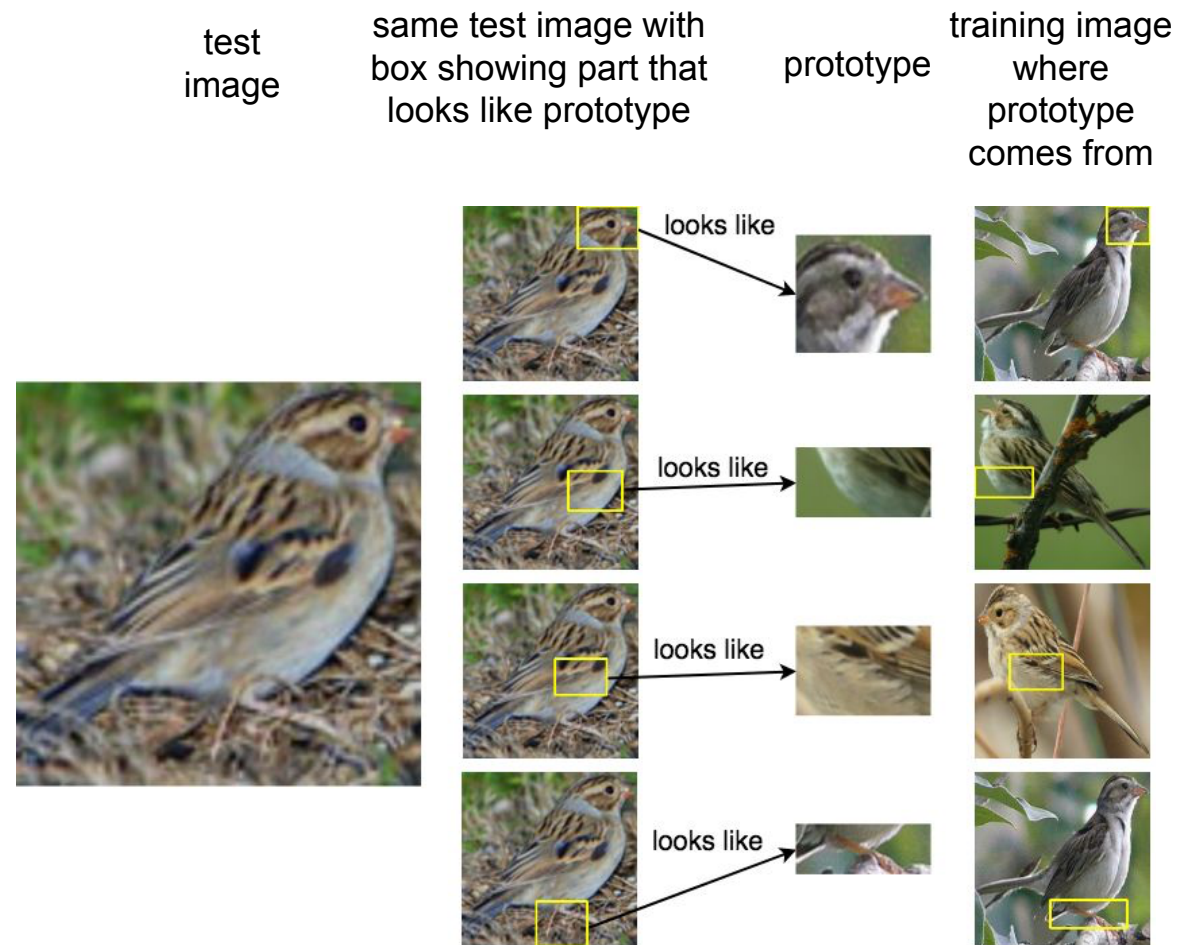 test
image
same test image with
box showing part that
looks like prototype
prototype
training image
where
prototype
comes from
looks like
looks like
looks like
looks like